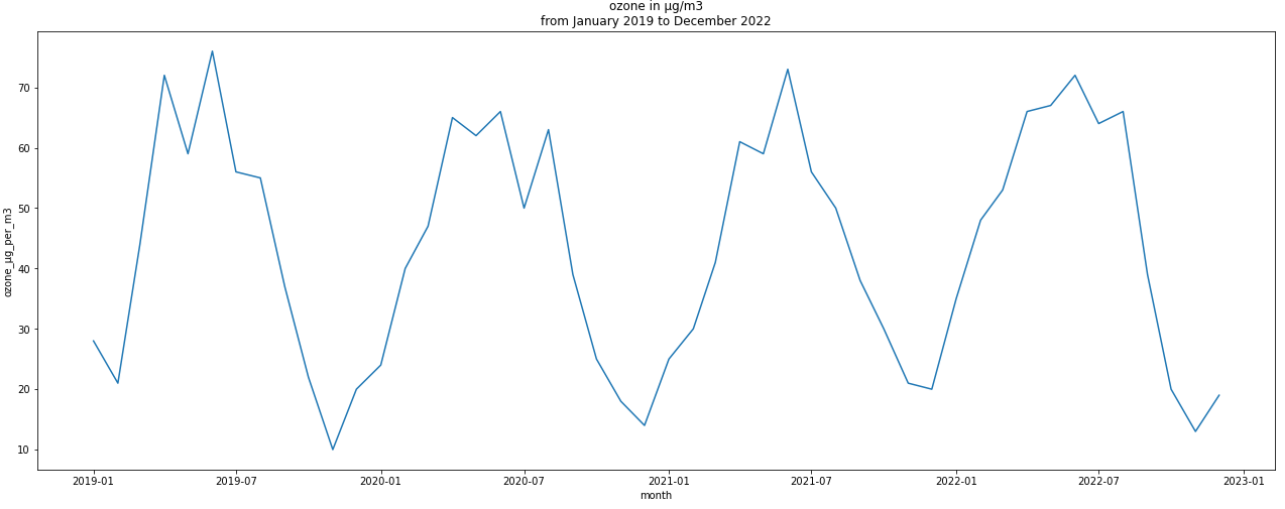 ozone in µg/m3
from January 2019 to December 2022
ozone_µg_per_m3
70
60
50
40
30
20
10
2019-01 2019-07 2020-01 2020-07 2021-01 2021-07 2022-01 2022-07 2023-01
month